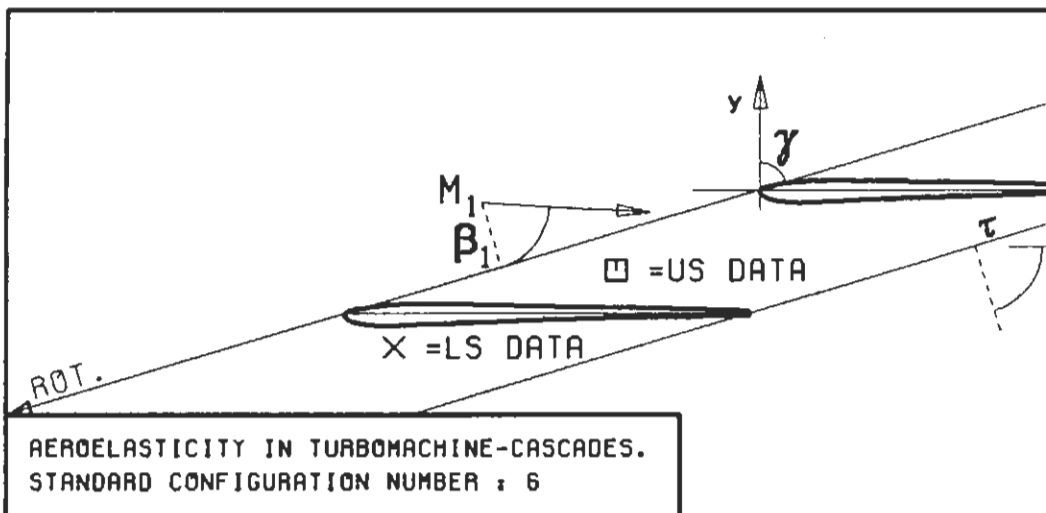 y
γ
M₁
β₁
τ
□ =US DATA
× =LS DATA
ROT.
AEROELASTICITY IN TURBOMACHINE-CASCADES.
STANDARD CONFIGURATION NUMBER : 6